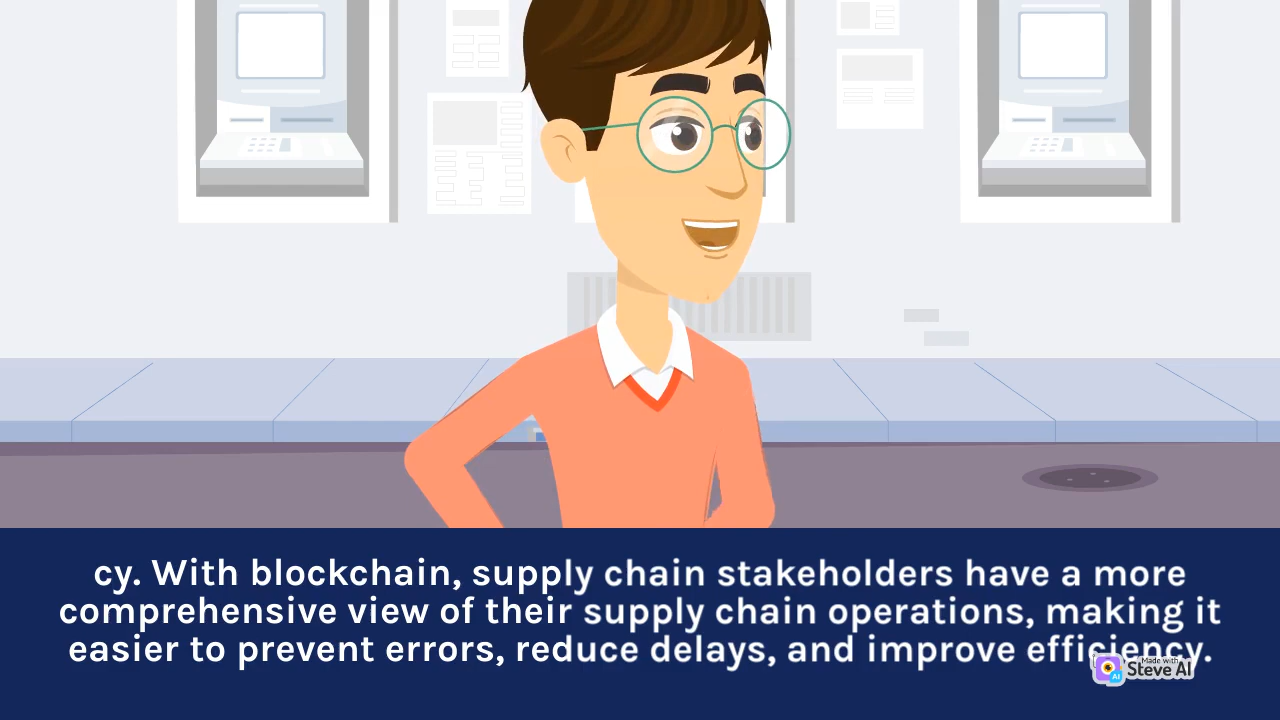 cy. With blockchain, supply chain stakeholders have a more
comprehensive view of their supply chain operations, making it
easier to prevent errors, reduce delays, and improve efficiency.
Made with
Steve AI
AI